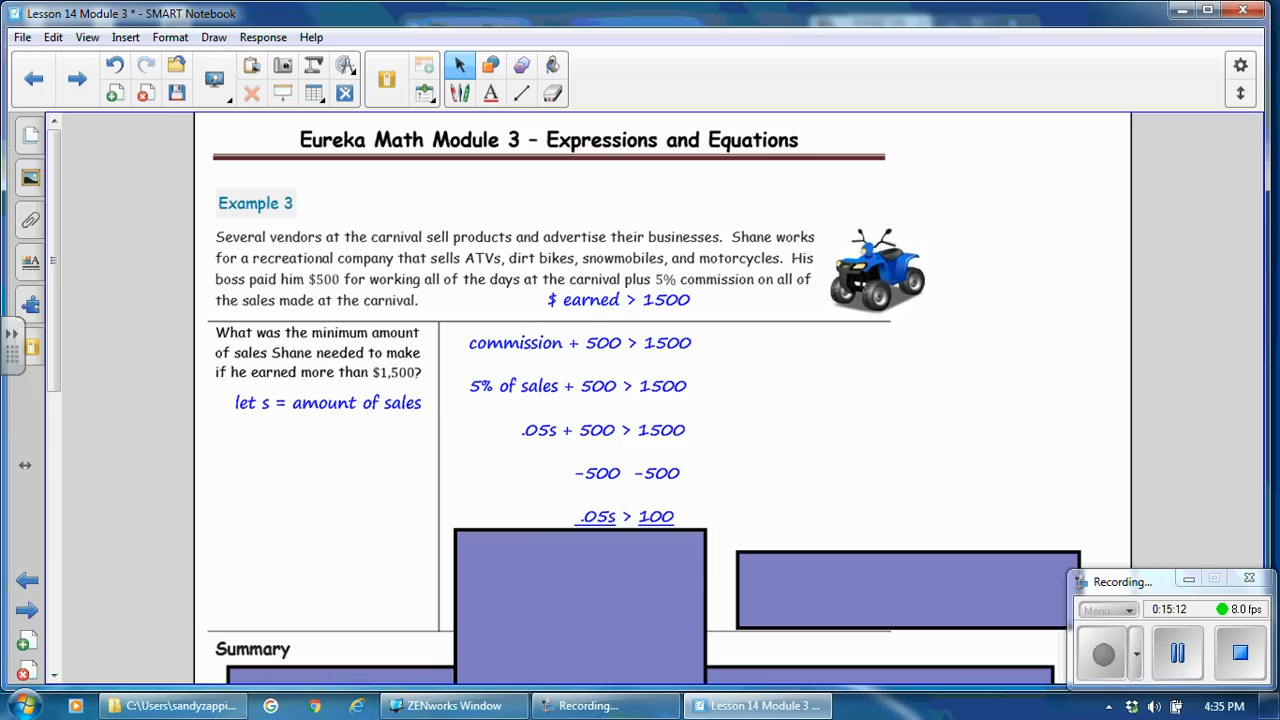 Lesson 14 Module 3 * - SMART Notebook
File Edit View Insert Format Draw Response Help
Eureka Math Module 3 – Expressions and Equations
Example 3
Several vendors at the carnival sell products and advertise their businesses. Shane works
for a recreational company that sells ATVs, dirt bikes, snowmobiles, and motorcycles. His
boss paid him $500 for working all of the days at the carnival plus 5% commission on all of
the sales made at the carnival.
$ earned > 1500
What was the minimum amount
of sales Shane needed to make
if he earned more than $1,500?
let s = amount of sales
commission + 500 > 1500
5% of sales + 500 > 1500
.05s + 500 > 1500
-500 -500
.05s > 100
Summary
Recording...
Menu
0:15:12
8.0 fps
C:\Users\sandyzappi...
ZENworks Window
Recording...
Lesson 14 Module 3 ...
4:35 PM